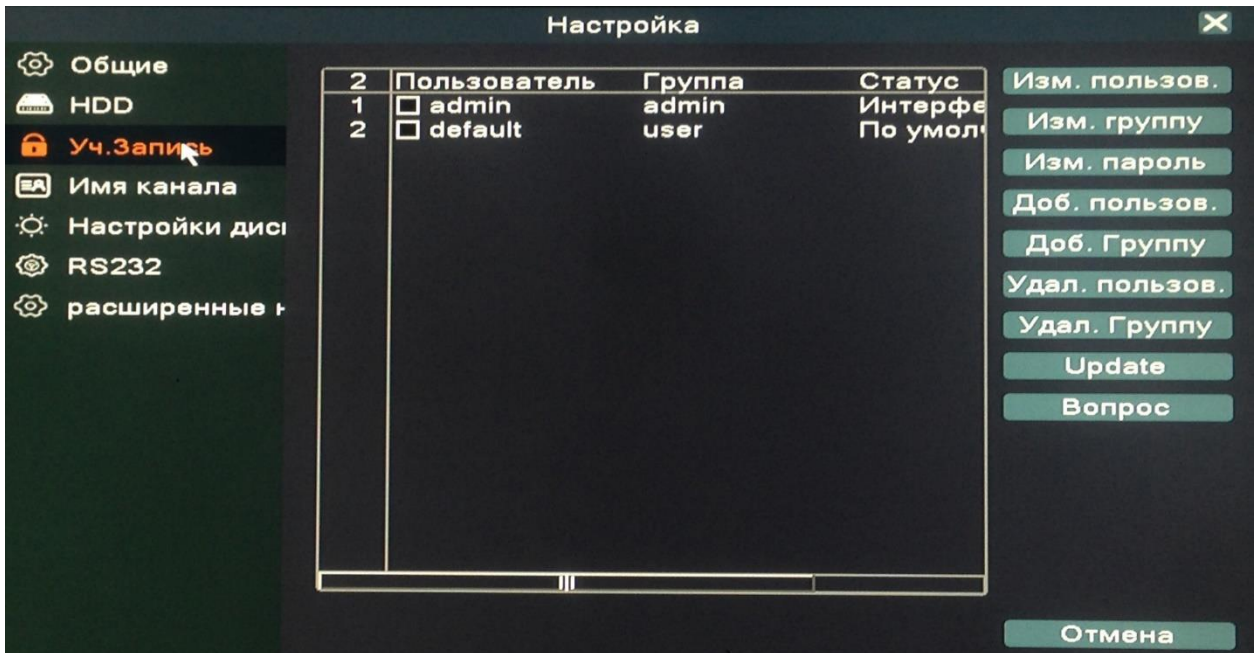 Настройка
Общие
HDD
Уч.Запись
Имя канала
Настройки дис
RS232
расширенные н
2 Пользователь Группа Статус
1 admin admin Интерфе
2 default user По умол
Изм. пользов.
Изм. группу
Изм. пароль
Доб. пользов.
Доб. Группу
Удал. пользов.
Удал. Группу
Update
Вопрос
Отмена